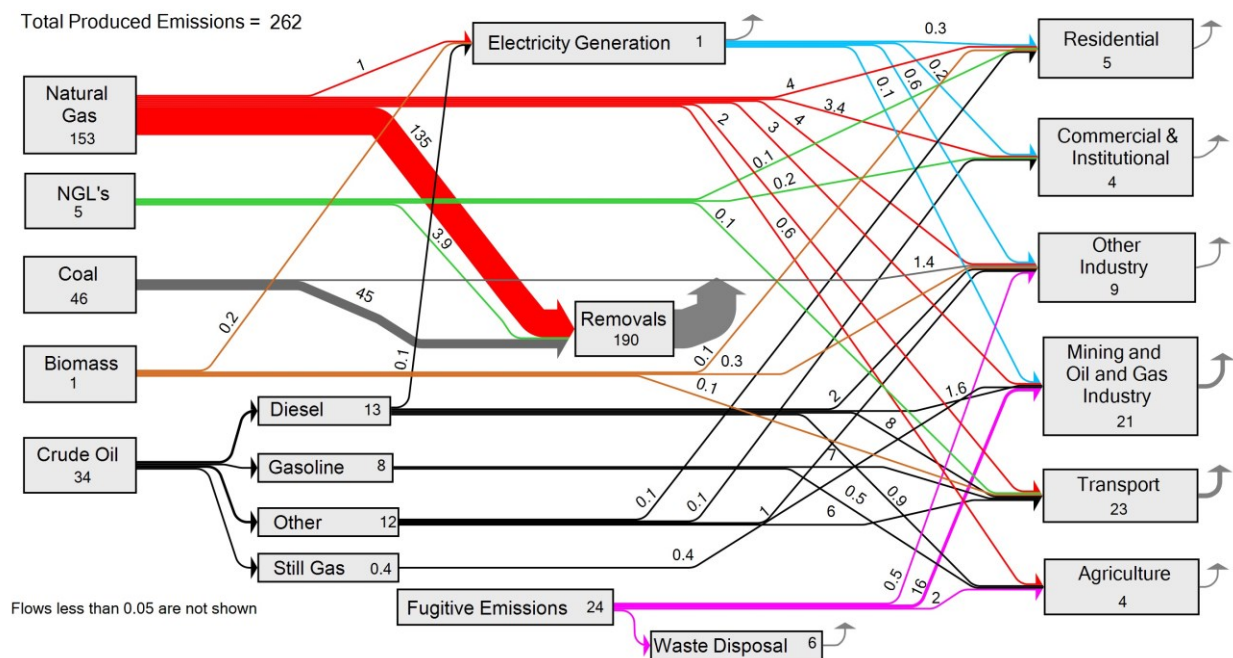 Total Produced Emissions = 262
Electricity Generation 1
0.3
Residential
5
Natural
Gas
153
1
4
0.2
0.6
0.1
3.4
Commercial &
Institutional
4
135
2
3
4
0.1
0.2
NGL's
5
3.9
0.1
0.6
Coal
46
45
1.4
Other
Industry
9
Removals
190
0.2
0.1
Biomass
1
0.1
0.3
0.1
Mining and
Oil and Gas
Industry
21
Diesel 13
2
1.6
8
Crude Oil
34
Gasoline 8
7
Transport
23
0.1
0.1
0.5
0.9
Other 12
1
6
Still Gas 0.4
0.4
Agriculture
4
Flows less than 0.05 are not shown
Fugitive Emissions 24
0.5
16
2
Waste Disposal 6